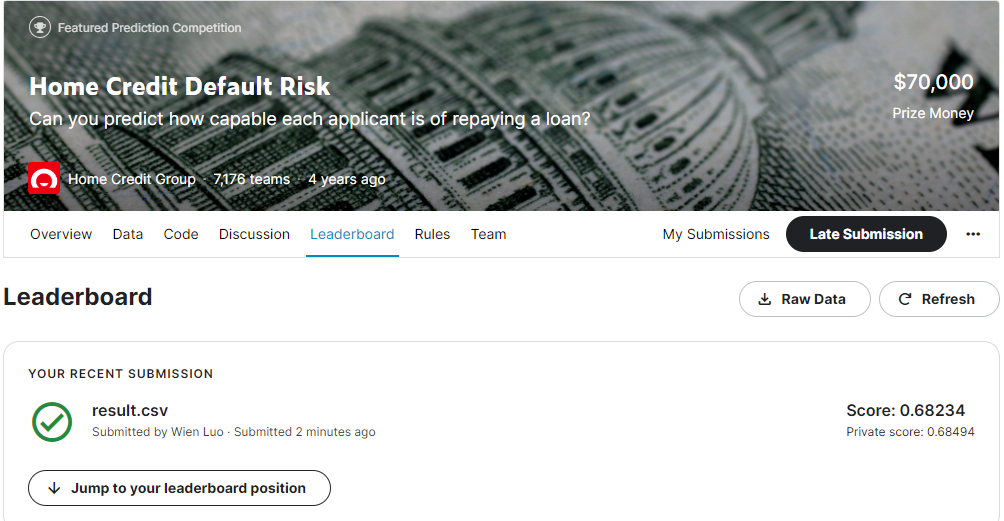 Featured Prediction Competition
Home Credit Default Risk
Can you predict how capable each applicant is of repaying a loan?
$70,000
Prize Money
Home Credit Group · 7,176 teams · 4 years ago
Overview Data Code Discussion Leaderboard Rules Team My Submissions Late Submission ···
Leaderboard
Raw Data Refresh
YOUR RECENT SUBMISSION
result.csv
Submitted by Wien Luo · Submitted 2 minutes ago
Score: 0.68234
Private score: 0.68494
Jump to your leaderboard position